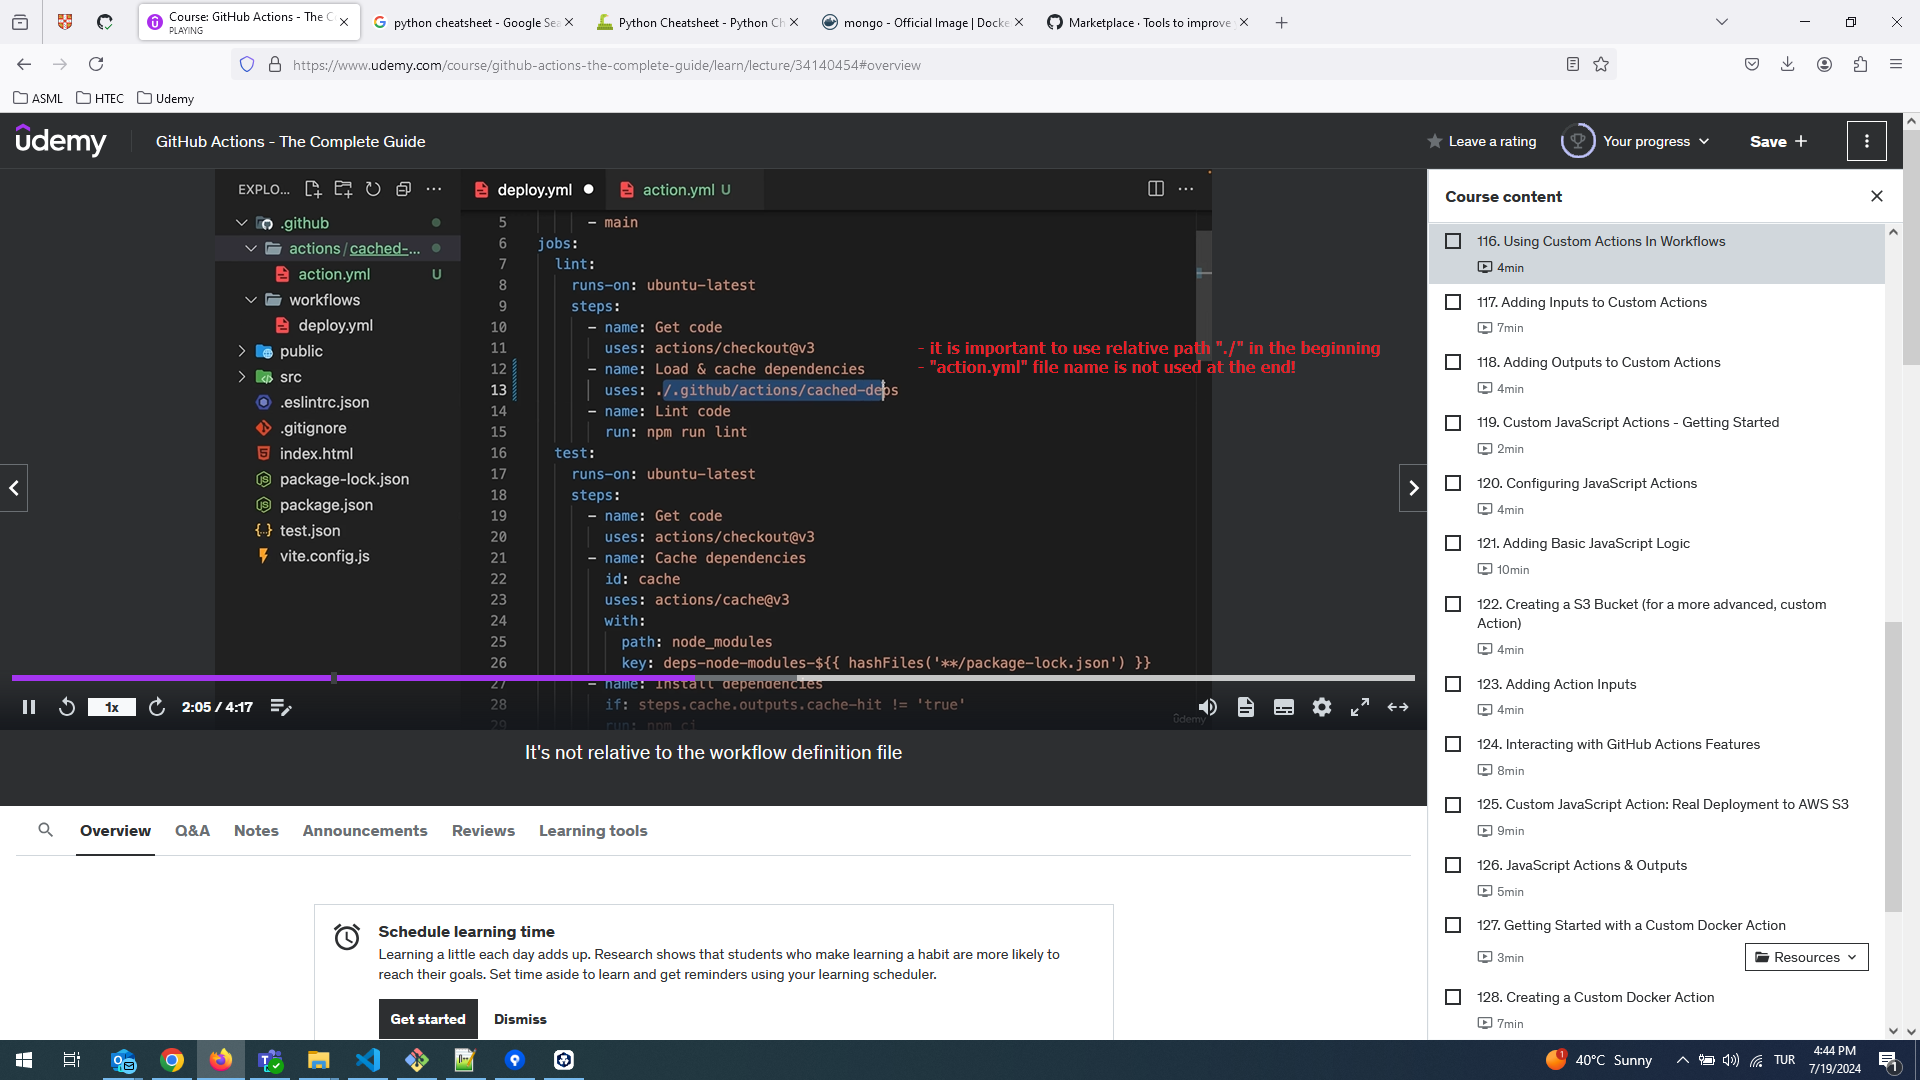 Course: GitHub Actions - The C
PLAYING
python cheatsheet - Google Se
Python Cheatsheet - Python Ch
mongo - Official Image | Docke
Marketplace · Tools to improve
https://www.udemy.com/course/github-actions-the-complete-guide/learn/lecture/34140454#overview
ASML
HTEC
Udemy
udemy
GitHub Actions - The Complete Guide
Leave a rating
Your progress
Save
EXPLO...
.github
actions/cached-...
action.yml U
workflows
deploy.yml
public
src
.eslintrc.json
.gitignore
index.html
package-lock.json
package.json
test.json
vite.config.js
deploy.yml
action.yml U
5 - main
6 jobs:
7 lint:
8 runs-on: ubuntu-latest
9 steps:
10 - name: Get code
11 uses: actions/checkout@v3
12 - name: Load & cache dependencies
13 uses: ./.github/actions/cached-deps
14 - name: Lint code
15 run: npm run lint
16 test:
17 runs-on: ubuntu-latest
18 steps:
19 - name: Get code
20 uses: actions/checkout@v3
21 - name: Cache dependencies
22 id: cache
23 uses: actions/cache@v3
24 with:
25 path: node_modules
26 key: deps-node-modules-${{ hashFiles('**/package-lock.json') }}
27 - name: Install dependencies
28 if: steps.cache.outputs.cache-hit != 'true'
29 run: npm ci
- it is important to use relative path "./" in the beginning
- "action.yml" file name is not used at the end!
1x
2:05 / 4:17
udemy
It's not relative to the workflow definition file
Overview
Q&A
Notes
Announcements
Reviews
Learning tools
Schedule learning time
Learning a little each day adds up. Research shows that students who make learning a habit are more likely to
reach their goals. Set time aside to learn and get reminders using your learning scheduler.
Get started
Dismiss
Course content
116. Using Custom Actions In Workflows
4min
117. Adding Inputs to Custom Actions
7min
118. Adding Outputs to Custom Actions
4min
119. Custom JavaScript Actions - Getting Started
2min
120. Configuring JavaScript Actions
4min
121. Adding Basic JavaScript Logic
10min
122. Creating a S3 Bucket (for a more advanced, custom
Action)
4min
123. Adding Action Inputs
4min
124. Interacting with GitHub Actions Features
8min
125. Custom JavaScript Action: Real Deployment to AWS S3
9min
126. JavaScript Actions & Outputs
5min
127. Getting Started with a Custom Docker Action
3min
Resources
128. Creating a Custom Docker Action
7min
1
40°C Sunny
TUR
4:44 PM
7/19/2024
1